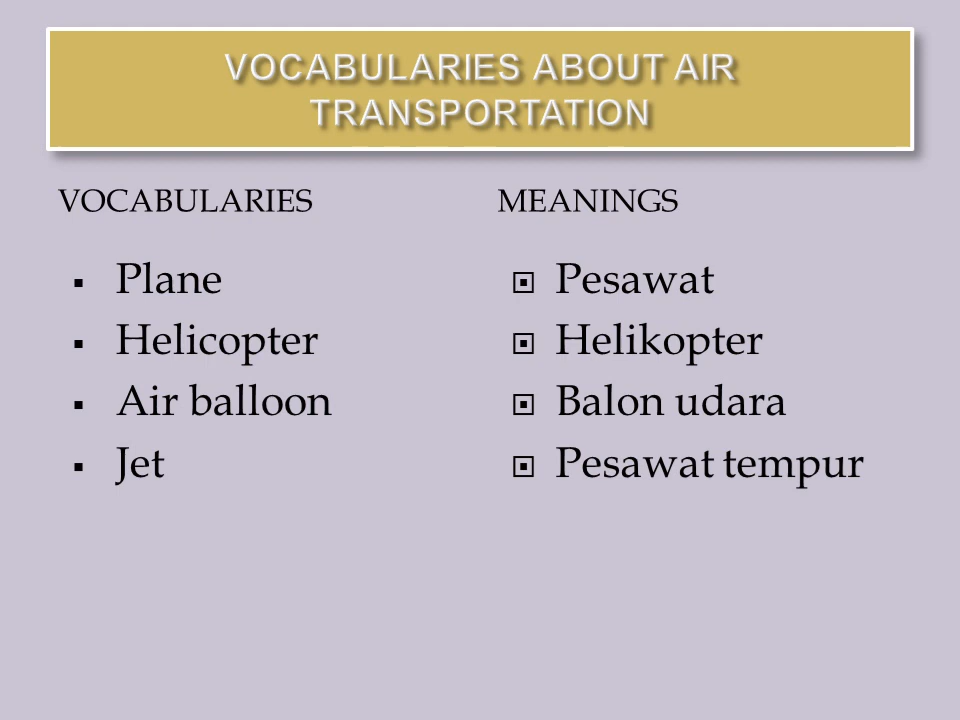 VOCABULARIES ABOUT AIR
TRANSPORTATION
VOCABULARIES
Plane
Helicopter
Air balloon
Jet
MEANINGS
Pesawat
Helikopter
Balon udara
Pesawat tempur